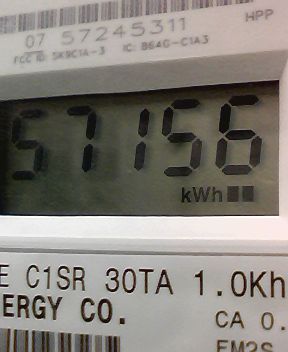 HPP
07 57245311
FCC ID: SK9C1A-3 IC: 864G-C1A3
57156
kWh
E C1SR 30TA 1.0Kh
ERGY CO.
CA 0.
EM2S